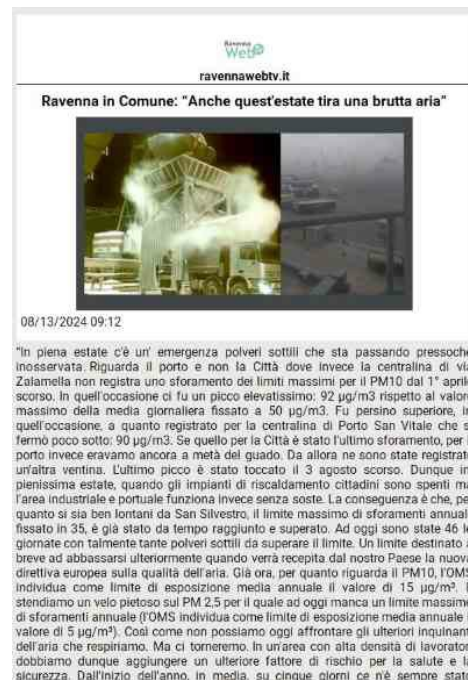 Ravenna
Web
ravennawebtv.it
Ravenna in Comune: “Anche quest’estate tira una brutta aria”
08/13/2024 09:12
“In piena estate c’è un’ emergenza polveri sottili che sta passando pressoché
inosservata. Riguarda il porto e non la Città dove invece la centralina di via
Zalamella non registra uno sforamento dei limiti massimi per il PM10 dal 1° aprile
scorso. In quell’occasione ci fu un picco elevatissimo: 92 µg/m3 rispetto al valore
massimo della media giornaliera fissato a 50 µg/m3. Fu persino superiore, in
quell’occasione, a quanto registrato per la centralina di Porto San Vitale che si
fermò poco sotto: 90 µg/m3. Se quello per la Città è stato l’ultimo sforamento, per il
porto invece eravamo ancora a metà del guado. Da allora ne sono state registrate
un’altra ventina. L’ultimo picco è stato toccato il 3 agosto scorso. Dunque in
pienissima estate, quando gli impianti di riscaldamento cittadini sono spenti ma
l’area industriale e portuale funziona invece senza soste. La conseguenza è che, per
quanto si sia ben lontani da San Silvestro, il limite massimo di sforamenti annuali,
fissato in 35, è già stato da tempo raggiunto e superato. Ad oggi sono state 46 le
giornate con talmente tante polveri sottili da superare il limite. Un limite destinato a
breve ad abbassarsi ulteriormente quando verrà recepita dal nostro Paese la nuova
direttiva europea sulla qualità dell’aria. Già ora, per quanto riguarda il PM10, l’OMS
individua come limite di esposizione media annuale il valore di 15 µg/m³. E
stendiamo un velo pietoso sul PM 2,5 per il quale ad oggi manca un limite massimo
di sforamenti annuale (l’OMS individua come limite di esposizione media annuale il
valore di 5 µg/m³). Così come non possiamo oggi affrontare gli ulteriori inquinanti
dell’aria che respiriamo. Ma ci torneremo. In un’area con alta densità di lavoratori
dobbiamo dunque aggiungere un ulteriore fattore di rischio per la salute e la
sicurezza. Dall’inizio dell’anno, in media, su cinque giorni ce n’è sempre stato